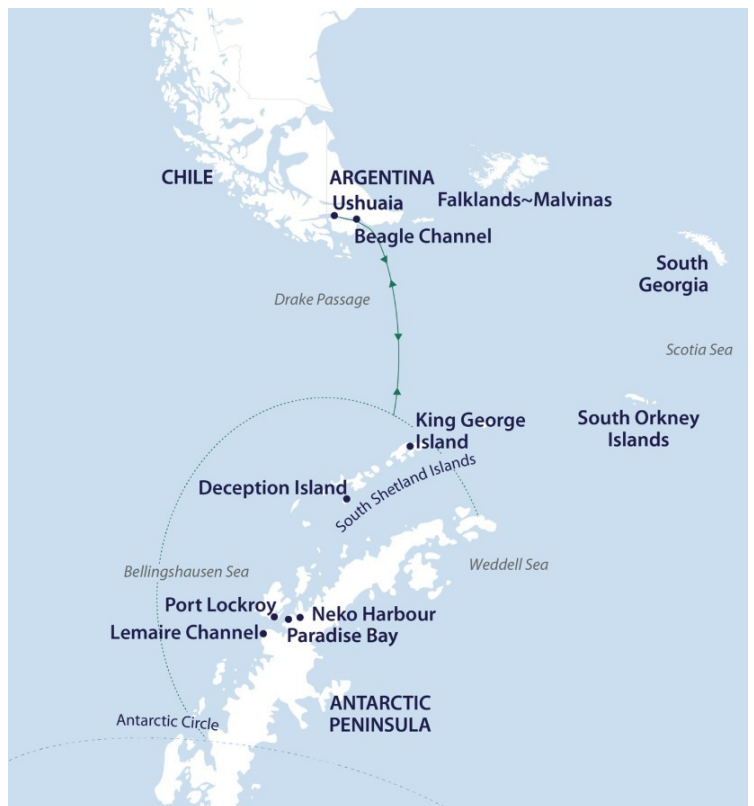 CHILE
ARGENTINA
Ushuaia
Falklands~Malvinas
Beagle Channel
South
Georgia
Drake Passage
Scotia Sea
King George
Island
South Orkney
Islands
Deception Island
South Shetland Islands
Bellingshausen Sea
Weddell Sea
Port Lockroy
Neko Harbour
Lemaire Channel
Paradise Bay
ANTARCTIC
PENINSULA
Antarctic Circle